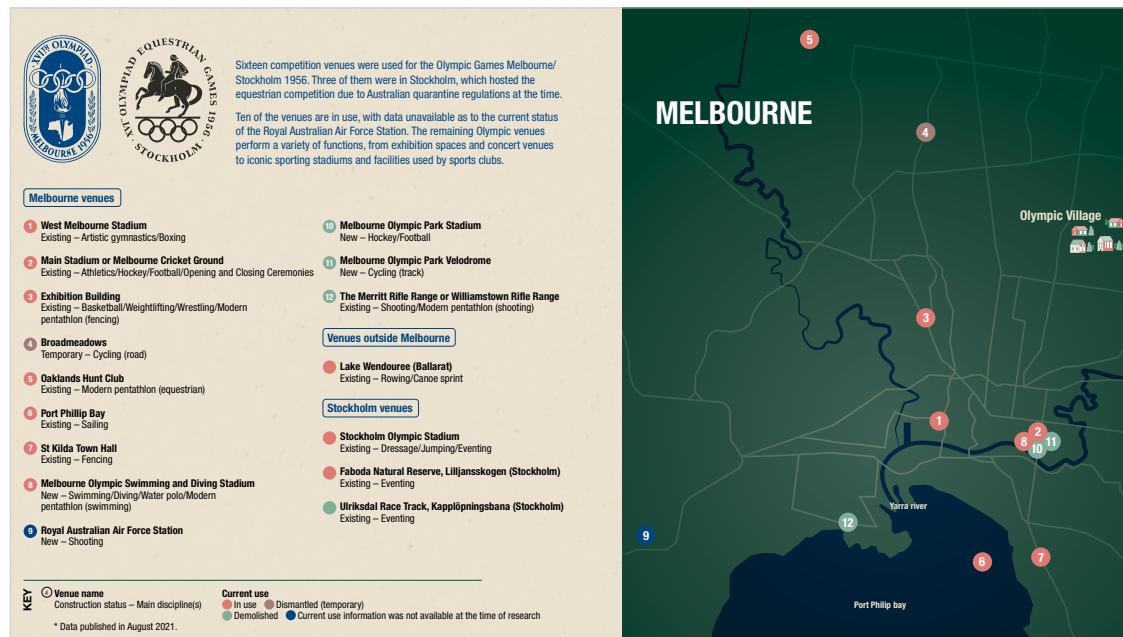 XVITH OLYMPIAD
MELBOURNE 1956
XVI OLYMPIAD EQUESTRIAN GAMES 1956
· STOCKHOLM ·
Sixteen competition venues were used for the Olympic Games Melbourne/
Stockholm 1956. Three of them were in Stockholm, which hosted the
equestrian competition due to Australian quarantine regulations at the time.
Ten of the venues are in use, with data unavailable as to the current status
of the Royal Australian Air Force Station. The remaining Olympic venues
perform a variety of functions, from exhibition spaces and concert venues
to iconic sporting stadiums and facilities used by sports clubs.
Melbourne venues
1 West Melbourne Stadium
Existing – Artistic gymnastics/Boxing
2 Main Stadium or Melbourne Cricket Ground
Existing – Athletics/Hockey/Football/Opening and Closing Ceremonies
3 Exhibition Building
Existing – Basketball/Weightlifting/Wrestling/Modern
pentathlon (fencing)
4 Broadmeadows
Temporary – Cycling (road)
5 Oaklands Hunt Club
Existing – Modern pentathlon (equestrian)
6 Port Phillip Bay
Existing – Sailing
7 St Kilda Town Hall
Existing – Fencing
8 Melbourne Olympic Swimming and Diving Stadium
New – Swimming/Diving/Water polo/Modern
pentathlon (swimming)
9 Royal Australian Air Force Station
New – Shooting
10 Melbourne Olympic Park Stadium
New – Hockey/Football
11 Melbourne Olympic Park Velodrome
New – Cycling (track)
12 The Merritt Rifle Range or Williamstown Rifle Range
Existing – Shooting/Modern pentathlon (shooting)
Venues outside Melbourne
Lake Wendouree (Ballarat)
Existing – Rowing/Canoe sprint
Stockholm venues
Stockholm Olympic Stadium
Existing – Dressage/Jumping/Eventing
Faboda Natural Reserve, Lilljansskogen (Stockholm)
Existing – Eventing
Ulriksdal Race Track, Kapplöpningsbana (Stockholm)
Existing – Eventing
KEY
Venue name
Construction status – Main discipline(s)
* Data published in August 2021.
Current use
In use Dismantled (temporary)
Demolished Current use information was not available at the time of research
5
MELBOURNE
4
Olympic Village
3
1
2
8 11
10
Yarra river
12
9
6
7
Port Philip bay